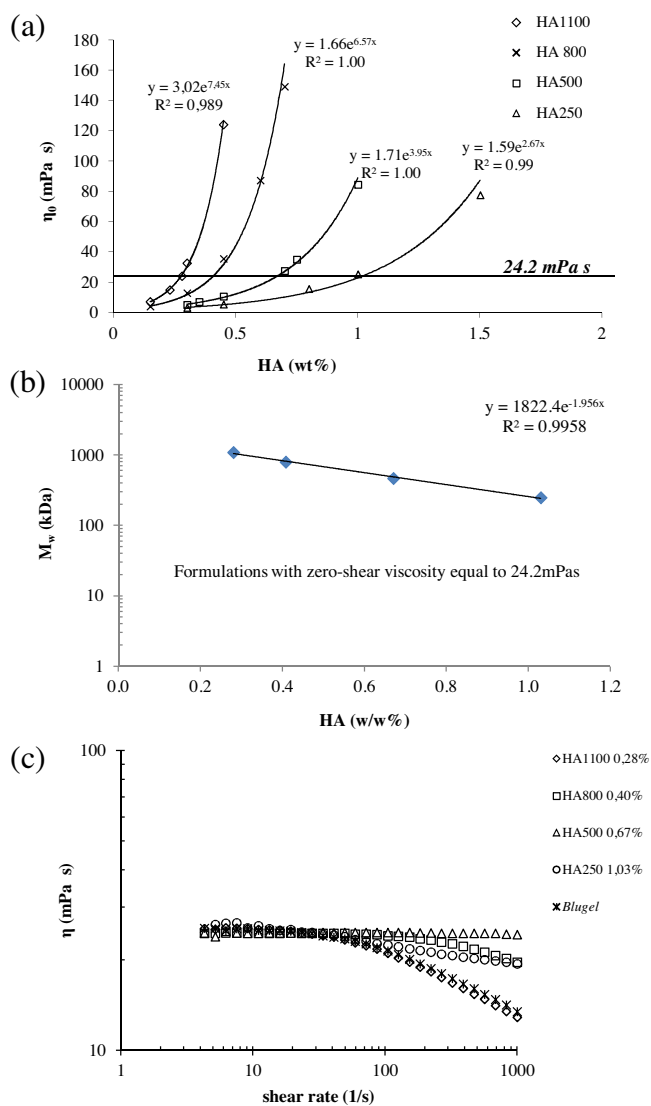 (a)
180
160
140
120
100
80
60
40
20
0
η₀ (mPa s)
0
0.5
1
1.5
2
HA (wt%)
y = 3,02e^7,45x
R² = 0,989
y = 1.66e^6.57x
R² = 1.00
y = 1.71e^3.95x
R² = 1.00
y = 1.59e^2.67x
R² = 0.99
24.2 mPa s
HA1100
HA 800
HA500
HA250
(b)
10000
1000
100
10
1
M_w (kDa)
y = 1822.4e^-1.956x
R² = 0.9958
Formulations with zero-shear viscosity equal to 24.2mPas
0.0
0.2
0.4
0.6
0.8
1.0
1.2
HA (w/w%)
(c)
100
10
η (mPa s)
1
10
100
1000
shear rate (1/s)
HA1100 0,28%
HA800 0,40%
HA500 0,67%
HA250 1,03%
Blugel